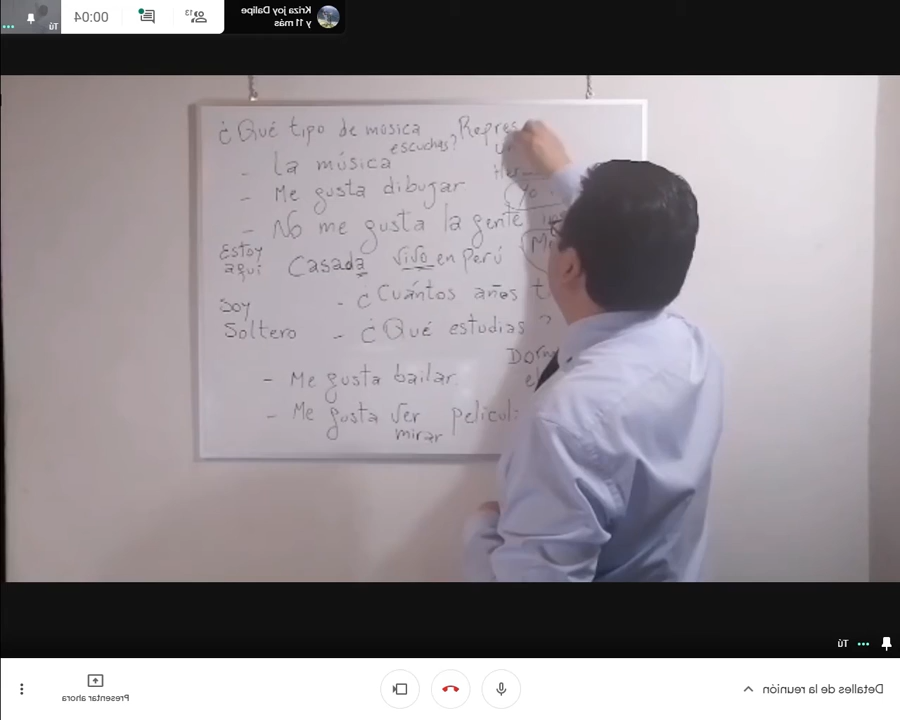 00:04
13
Kriza joy Dalipe
y 11 más
Tú
¿Qué tipo de música escuchas?
- la música
- Me gusta dibujar
- No me gusta la gente
Estoy aquí
Casada vivo en Perú
- ¿Cuántos años
Soy Soltero
- ¿Qué estudias?
- Me gusta bailar
- Me gusta ver
mirar
Yo
Tú
Presentar ahora
Detalles de la reunión